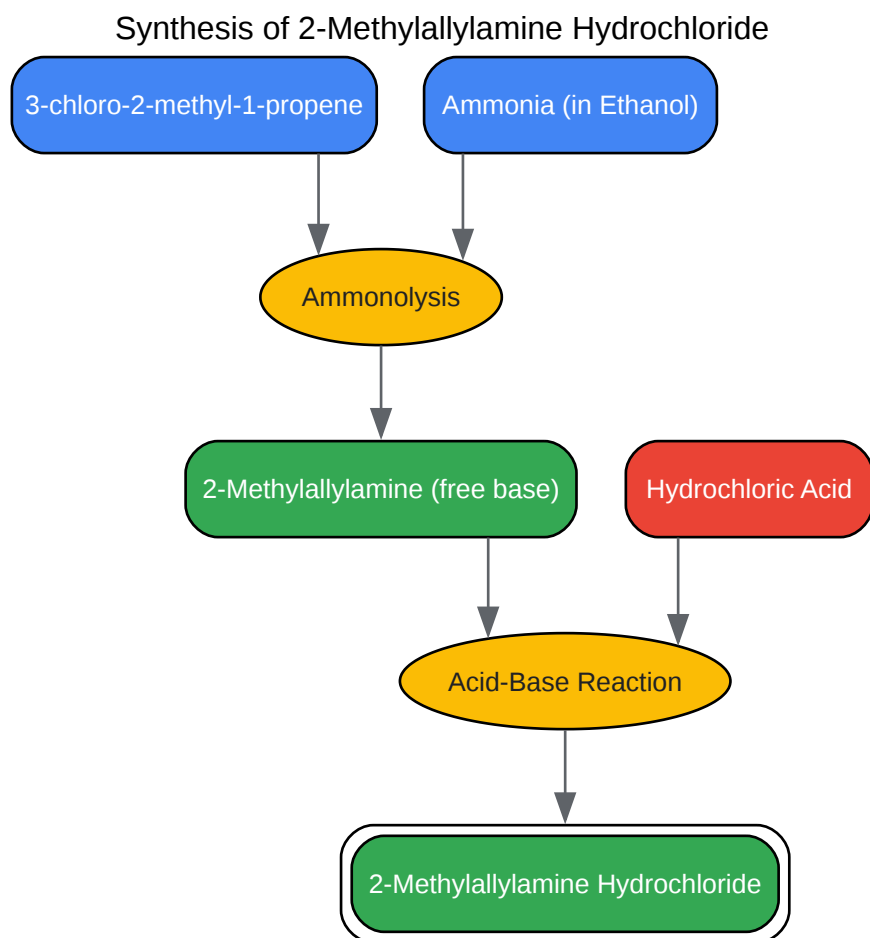 Synthesis of 2-Methylallylamine Hydrochloride
3-chloro-2-methyl-1-propene
Ammonia (in Ethanol)
Ammonolysis
2-Methylallylamine (free base)
Hydrochloric Acid
Acid-Base Reaction
2-Methylallylamine Hydrochloride